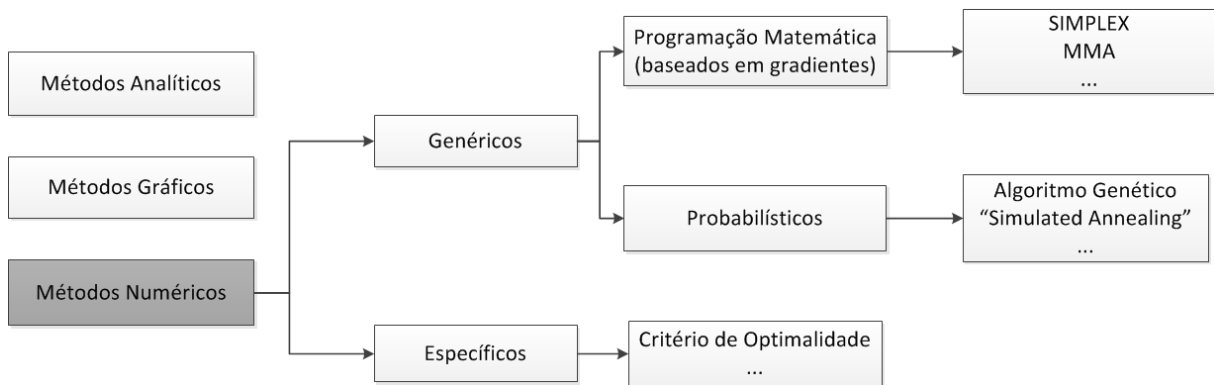 Métodos Analíticos
Métodos Gráficos
Métodos Numéricos
Genéricos
Específicos
Programação Matemática
(baseados em gradientes)
Probabilísticos
Critério de Optimalidade
...
SIMPLEX
MMA
...
Algoritmo Genético
“Simulated Annealing”
...